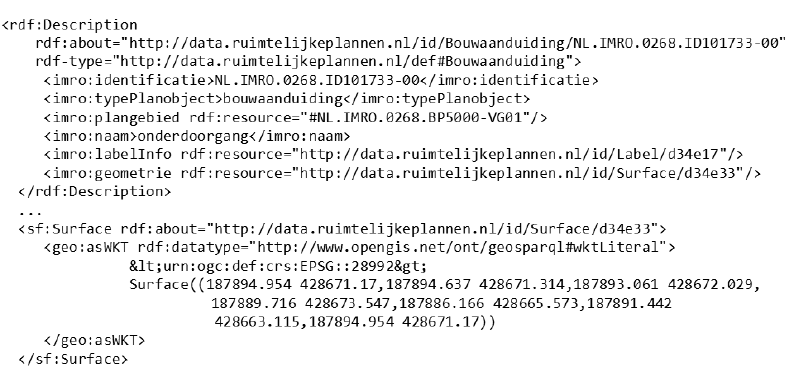 <rdf:Description
rdf:about="http://data.ruimtelijkeplannen.nl/id/Bouwaanduiding/NL.IMRO.0268.ID101733-00"
rdf-type="http://data.ruimtelijkeplannen.nl/def#Bouwaanduiding">
<imro:identificatie>NL.IMRO.0268.ID101733-00</imro:identificatie>
<imro:typePlanobject>bouwaanduiding</imro:typePlanobject>
<imro:plangebied rdf:resource="#NL.IMRO.0268.BP5000-VG01"/>
<imro:naam>onderdoorgang</imro:naam>
<imro:labelInfo rdf:resource="http://data.ruimtelijkeplannen.nl/id/Label/d34e17"/>
<imro:geometrie rdf:resource="http://data.ruimtelijkeplannen.nl/id/Surface/d34e33"/>
</rdf:Description>
...
<sf:Surface rdf:about="http://data.ruimtelijkeplannen.nl/id/Surface/d34e33">
<geo:asWKT rdf:datatype="http://www.opengis.net/ont/geosparql#wktLiteral">
&lt;urn:ogc:def:crs:EPSG::28992&gt;
Surface((187894.954 428671.17,187894.637 428671.314,187893.061 428672.029,
187889.716 428673.547,187886.166 428665.573,187891.442
428663.115,187894.954 428671.17))
</geo:asWKT>
</sf:Surface>